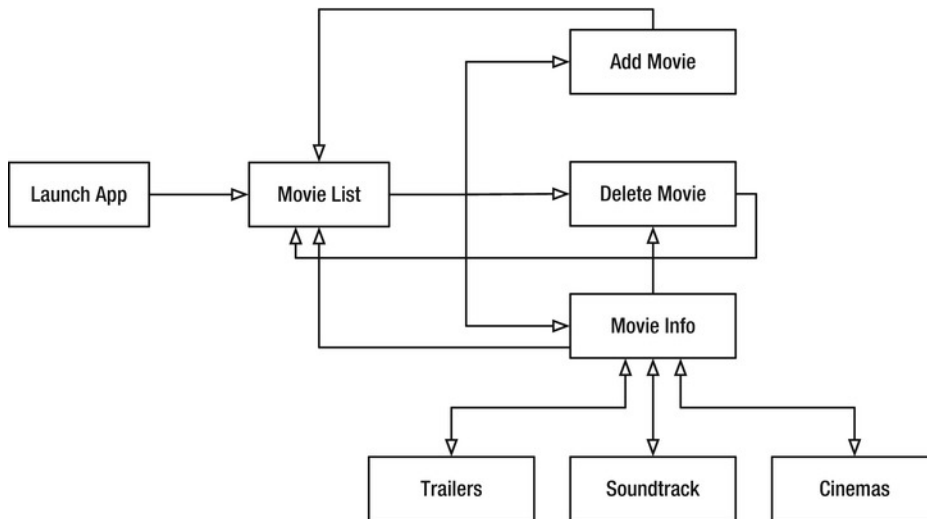 Add Movie
Launch App
Movie List
Delete Movie
Movie Info
Trailers
Soundtrack
Cinemas